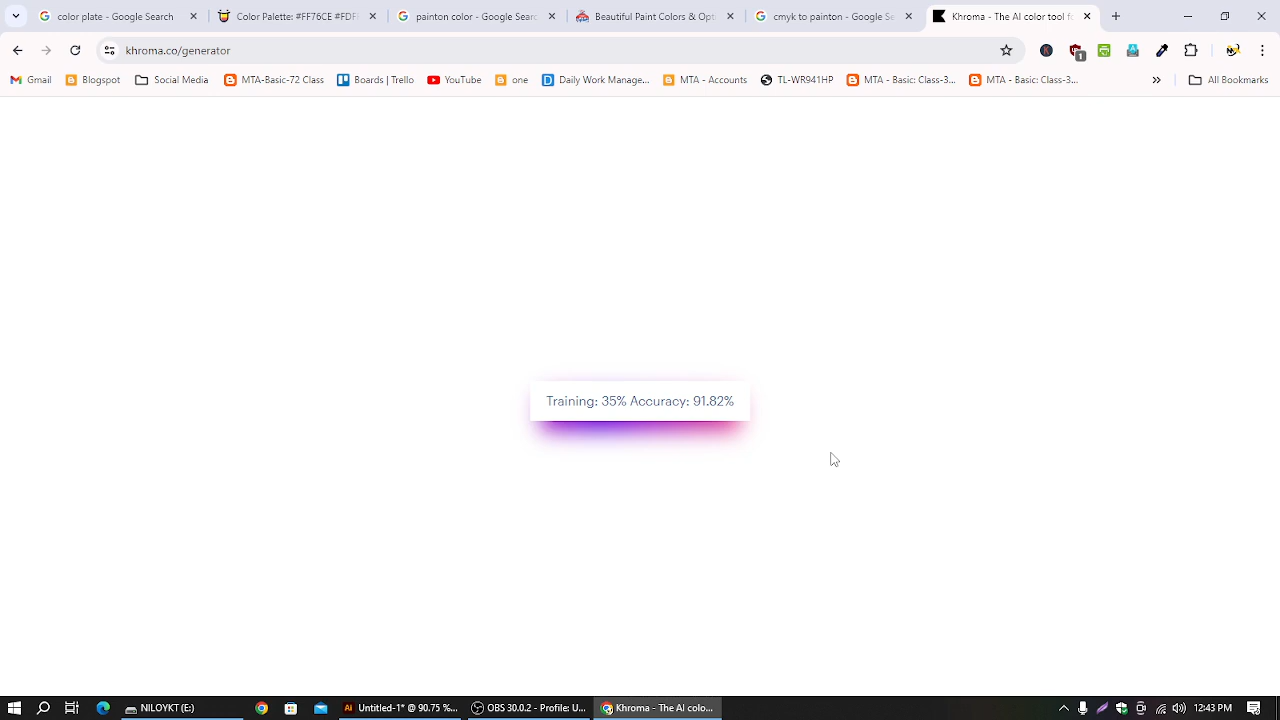 color plate - Google Search
Color Palette: #FF76CE #FDF
painton color - Google Searc
Beautiful Paint Colors & Opt
cmyk to painton - Google Se
Khroma - The AI color tool fo
khroma.co/generator
1
Gmail
Blogspot
Social Media
MTA-Basic-72 Class
Boards | Trello
YouTube
one
Daily Work Manage...
MTA - Accounts
TL-WR941HP
MTA - Basic: Class-3...
MTA - Basic: Class-3...
All Bookmarks
Training: 35% Accuracy: 91.82%
NILOYKT (E:)
Untitled-1* @ 90.75 %...
OBS 30.0.2 - Profile U...
Khroma - The AI colo...
12:43 PM